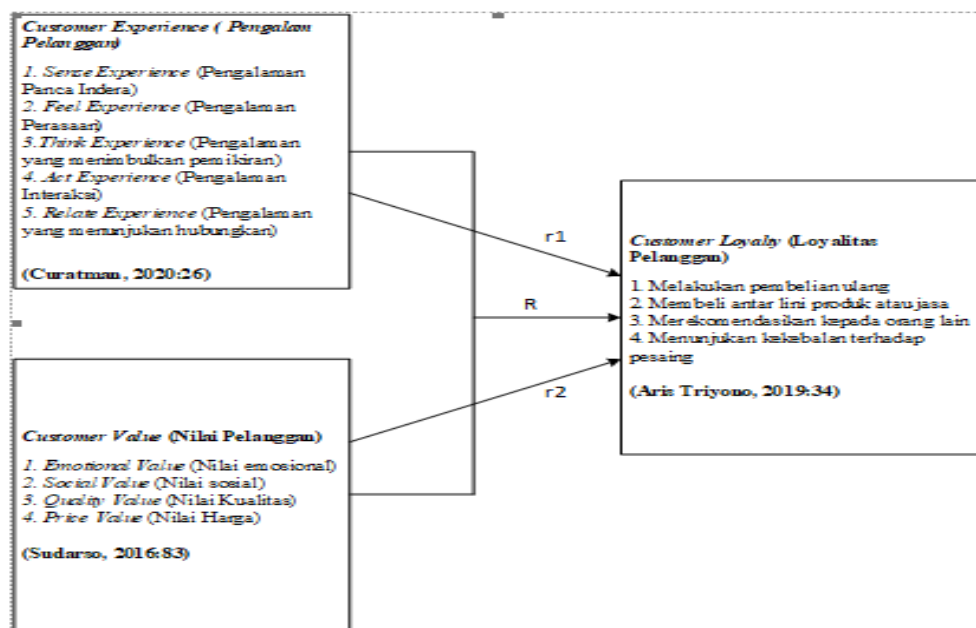 Customer Experience ( Pengalam
Pelanggan)
1. Sense Experience (Pengalaman
Panca Indera)
2. Feel Experience (Pengalaman
Perasaan)
3.Think Experience (Pengalaman
yang menimbulkan pemikiran)
4. Act Experience (Pengalaman
Interaksi)
5. Relate Experience (Pengalaman
yang menunjukan hubungkan)
(Curatman, 2020:26)
r1
R
r2
Customer Loyalty (Loyalitas
Pelanggan)
1. Melakukan pembelian ulang
2. Membeli antar lini produk atau jasa
3. Merekomendasikan kepada orang lain
4. Menunjukan kekebalan terhadap
pesaing
(Aris Triyono, 2019:34)
Customer Value (Nilai Pelanggan)
1. Emotional Value (Nilai emosional)
2. Social Value (Nilai sosial)
3. Quality Value (Nilai Kualitas)
4. Price Value (Nilai Harga)
(Sudarso, 2016:83)